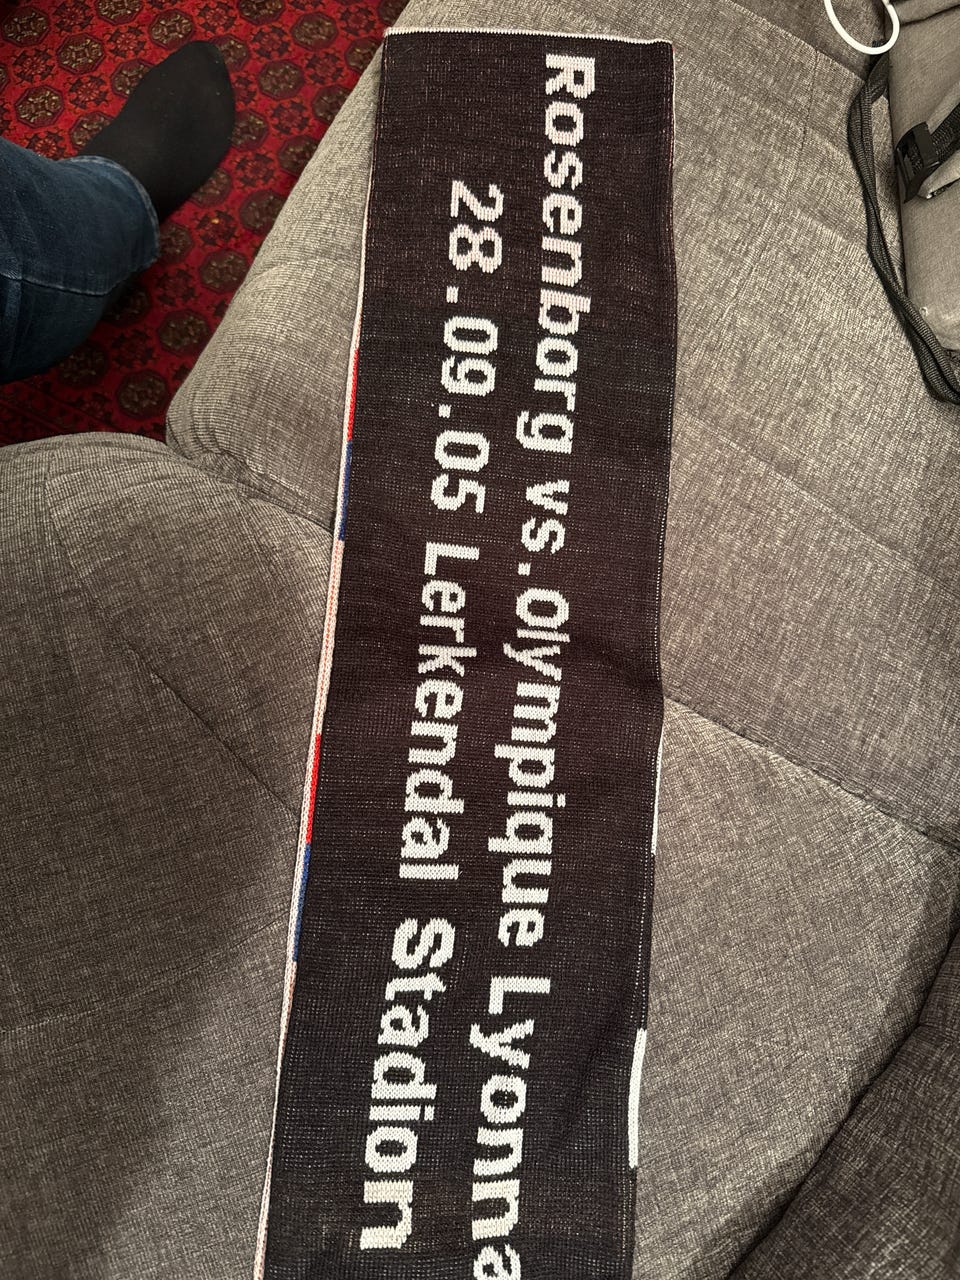 Rosenborg vs.Olympique Lyonna
28.09.05 Lerkendal Stadion